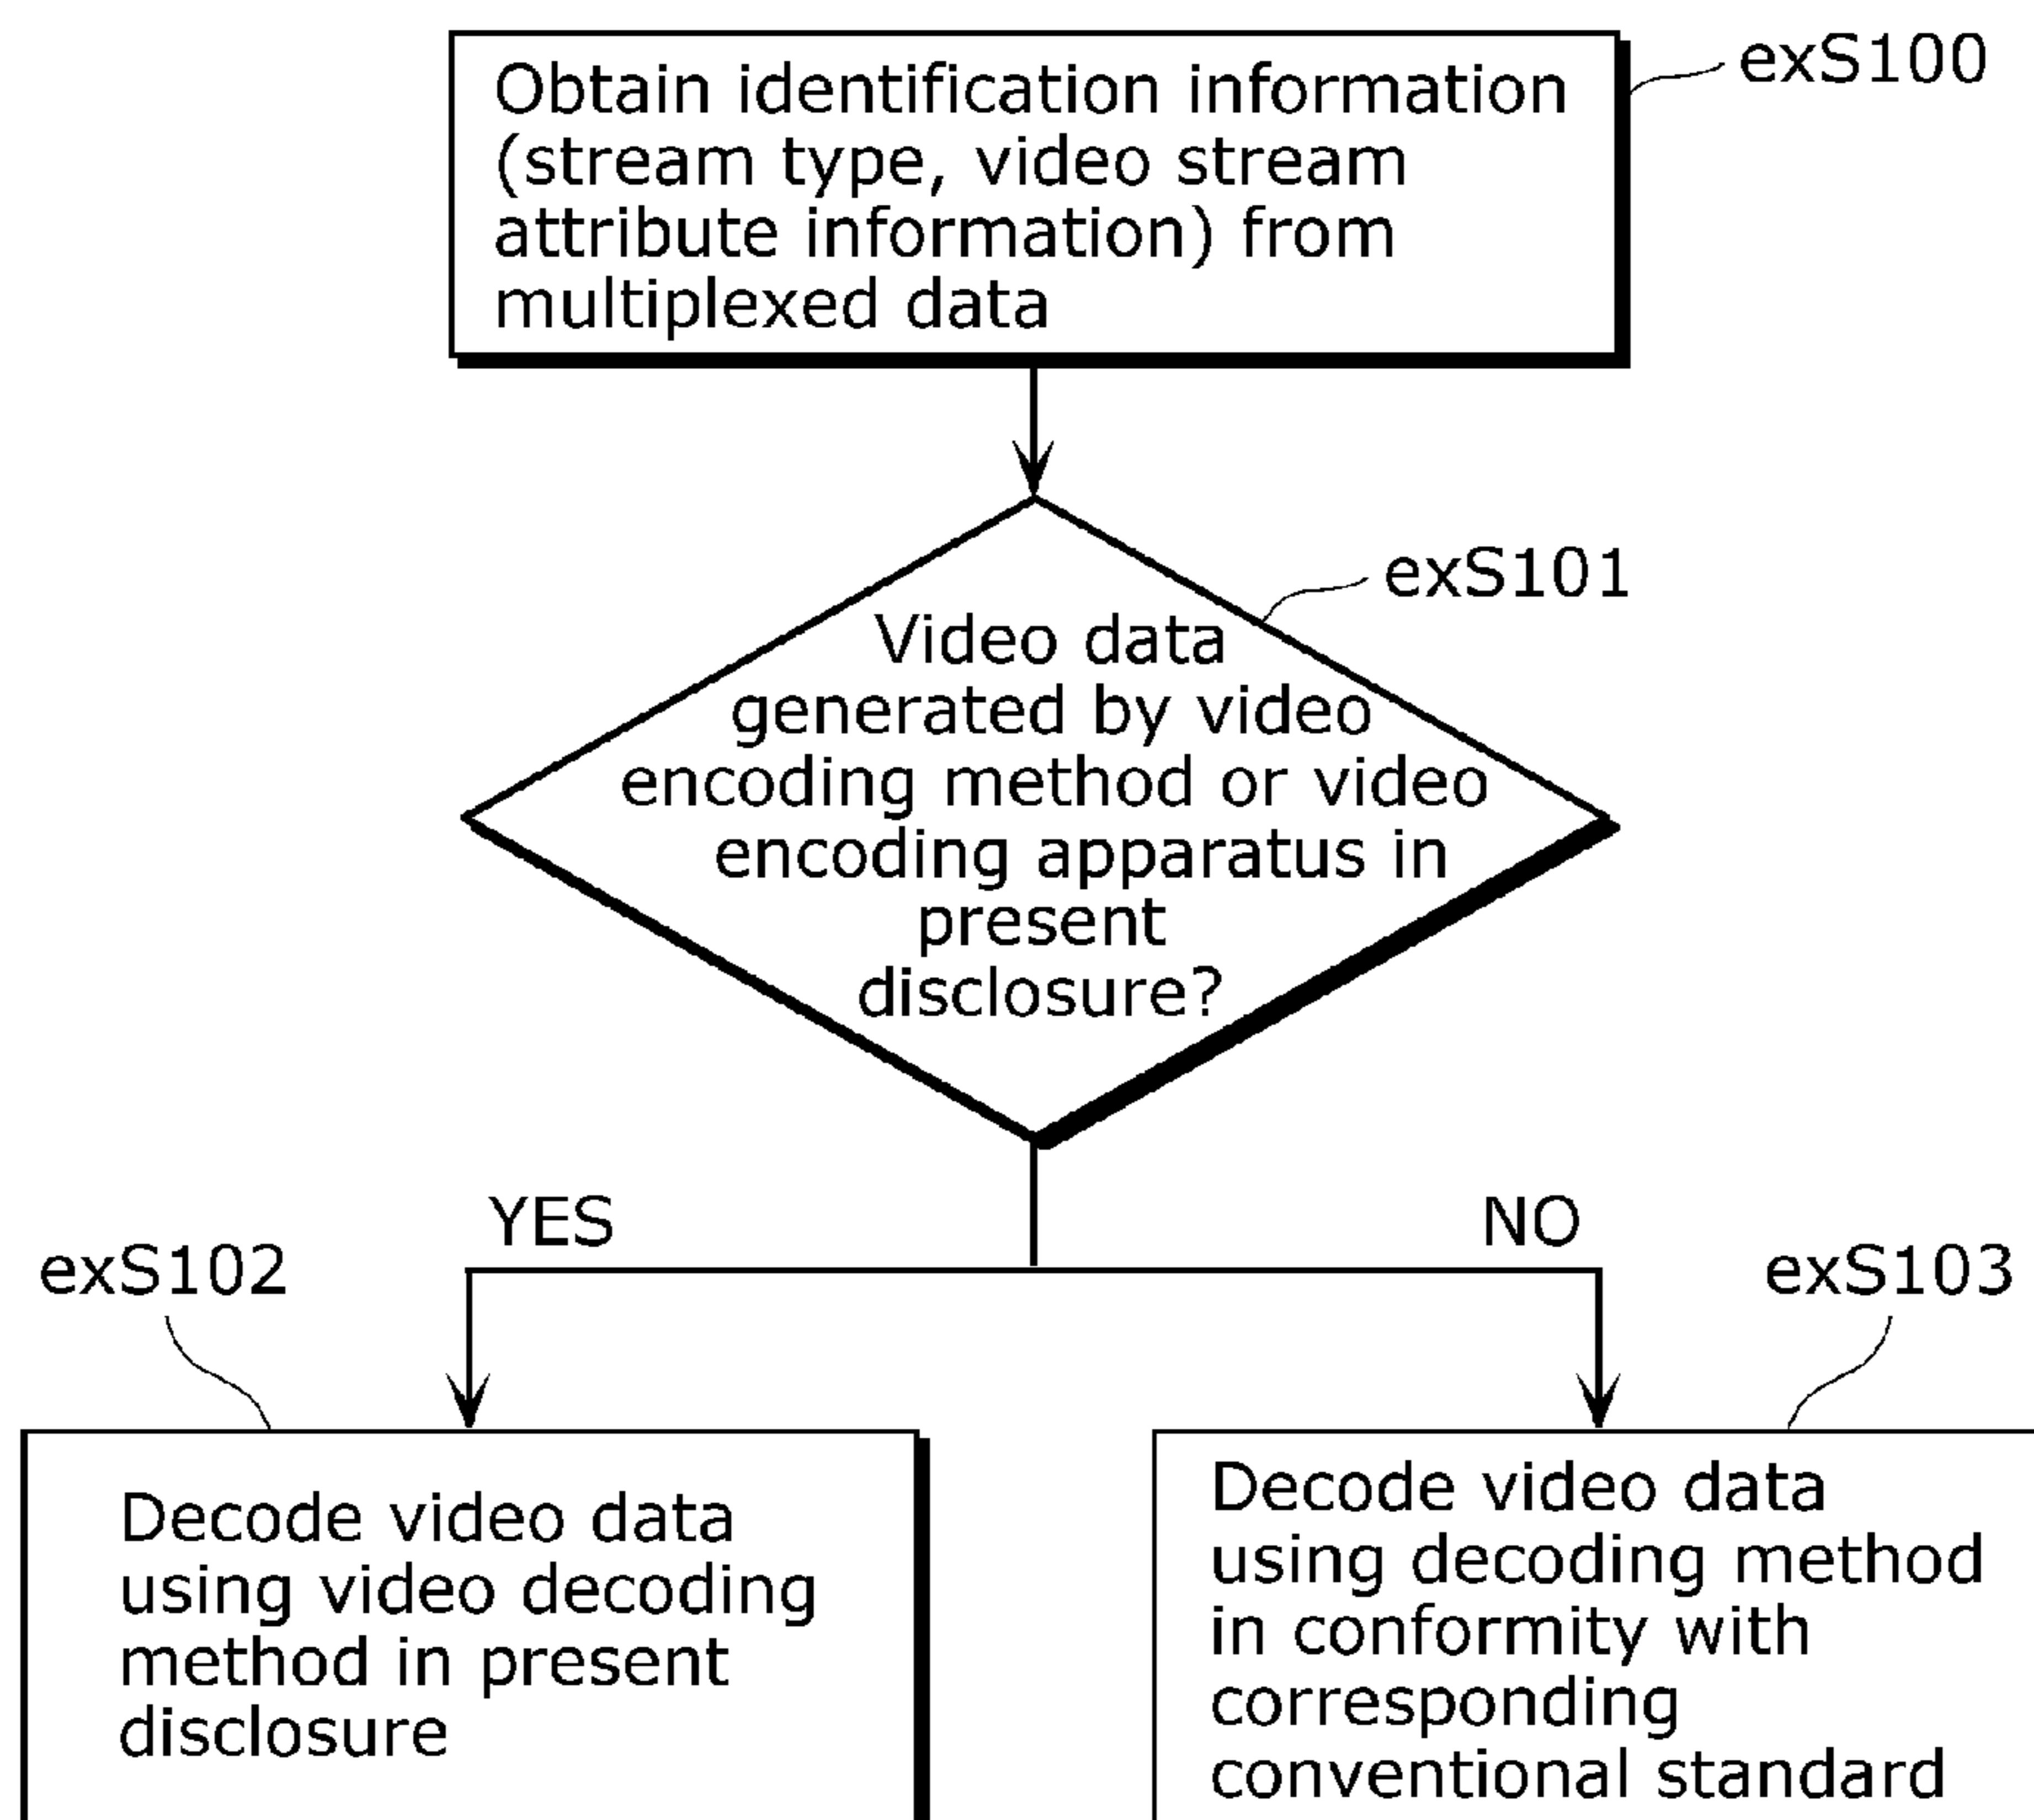 exS100
Obtain identification information
(stream type, video stream
attribute information) from
multiplexed data
exS101
Video data
generated by video
encoding method or video
encoding apparatus in
present
disclosure?
YES
NO
exS102
exS103
Decode video data
using video decoding
method in present
disclosure
Decode video data
using decoding method
in conformity with
corresponding
conventional standard